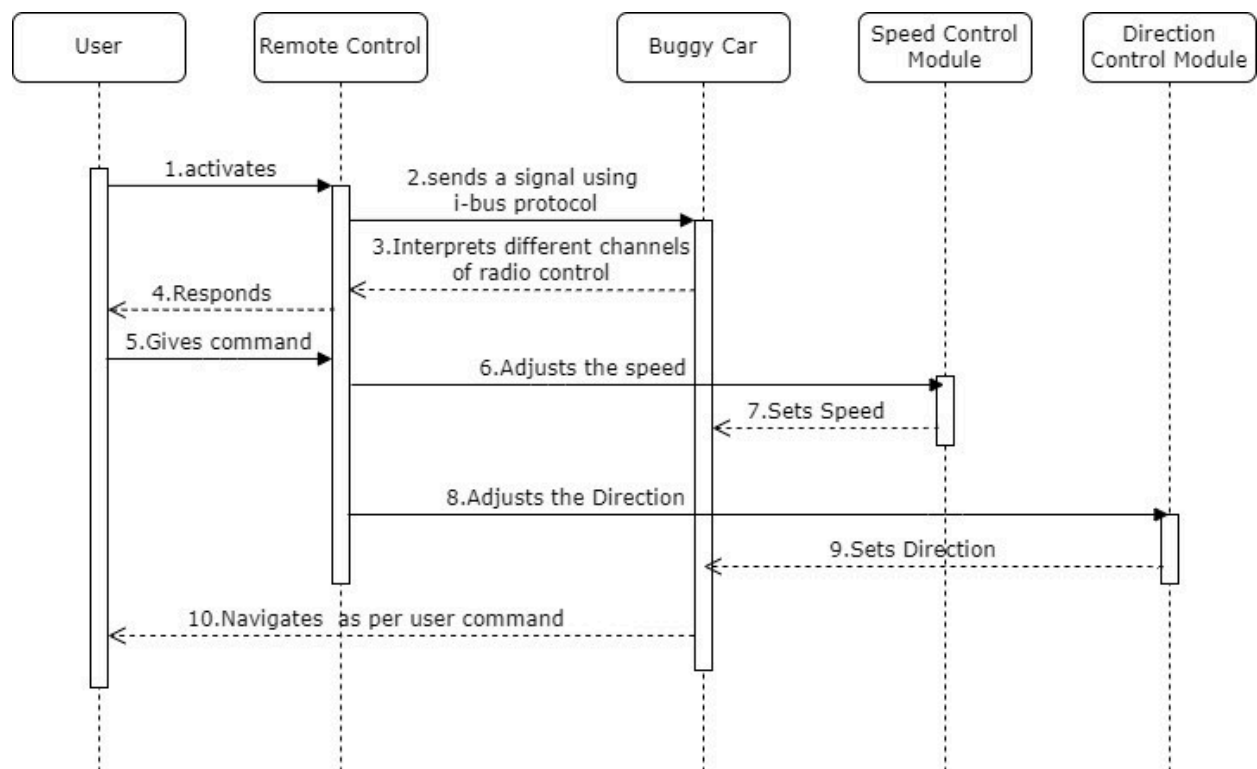 User
Remote Control
Buggy Car
Speed Control
Module
Direction
Control Module
1.activates
2.sends a signal using
i-bus protocol
3.Interprets different channels
of radio control
4.Responds
5.Gives command
6.Adjusts the speed
7.Sets Speed
8.Adjusts the Direction
9.Sets Direction
10.Navigates  as per user command